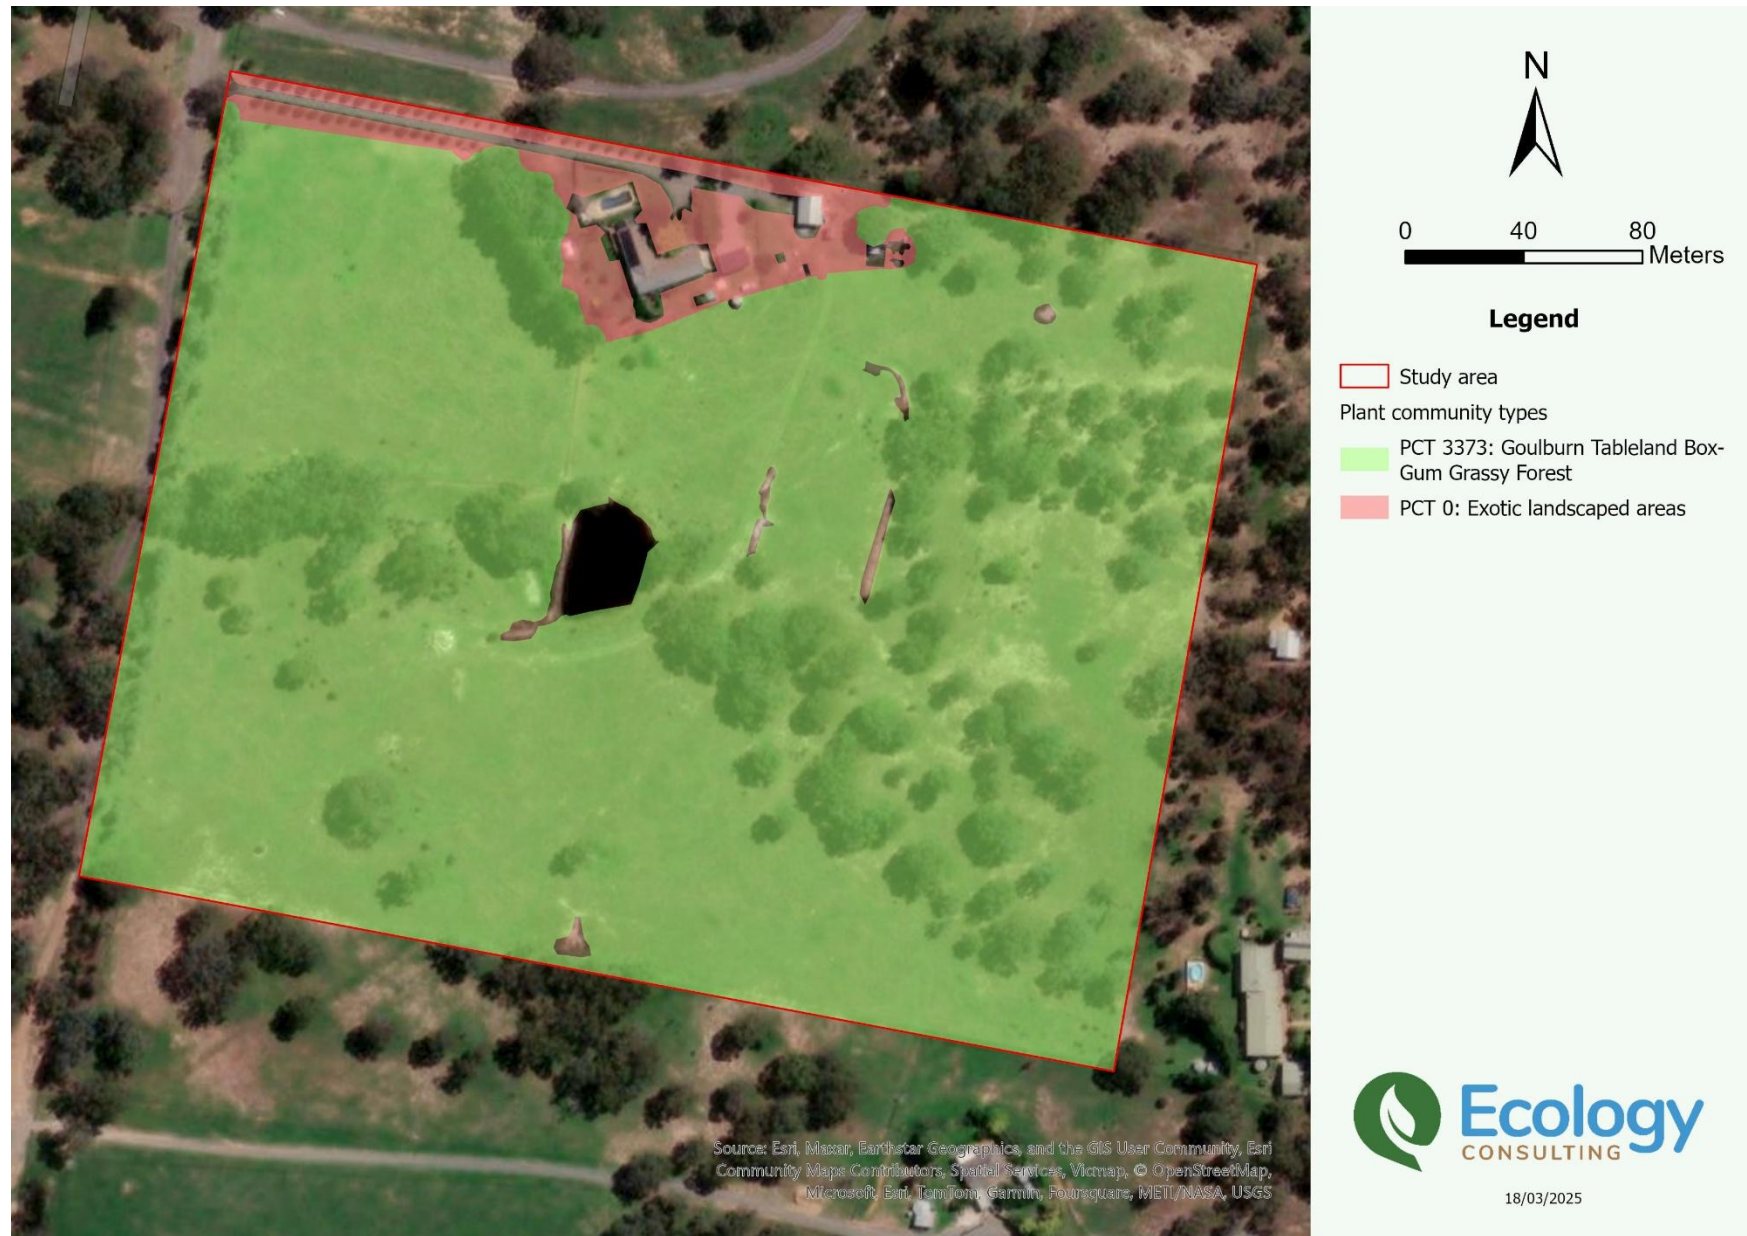 N
0 40 80
Meters
Legend
Study area
Plant community types
PCT 3373: Goulburn Tableland Box-
Gum Grassy Forest
PCT 0: Exotic landscaped areas
Source: Esri, Maxar, Earthstar Geographics, and the GIS User Community, Esri
Community Maps Contributors, Spatial Services, Vicmap, © OpenStreetMap,
Microsoft, Esri, TomTom, Garmin, Foursquare, METI/NASA, USGS
Ecology
CONSULTING
18/03/2025